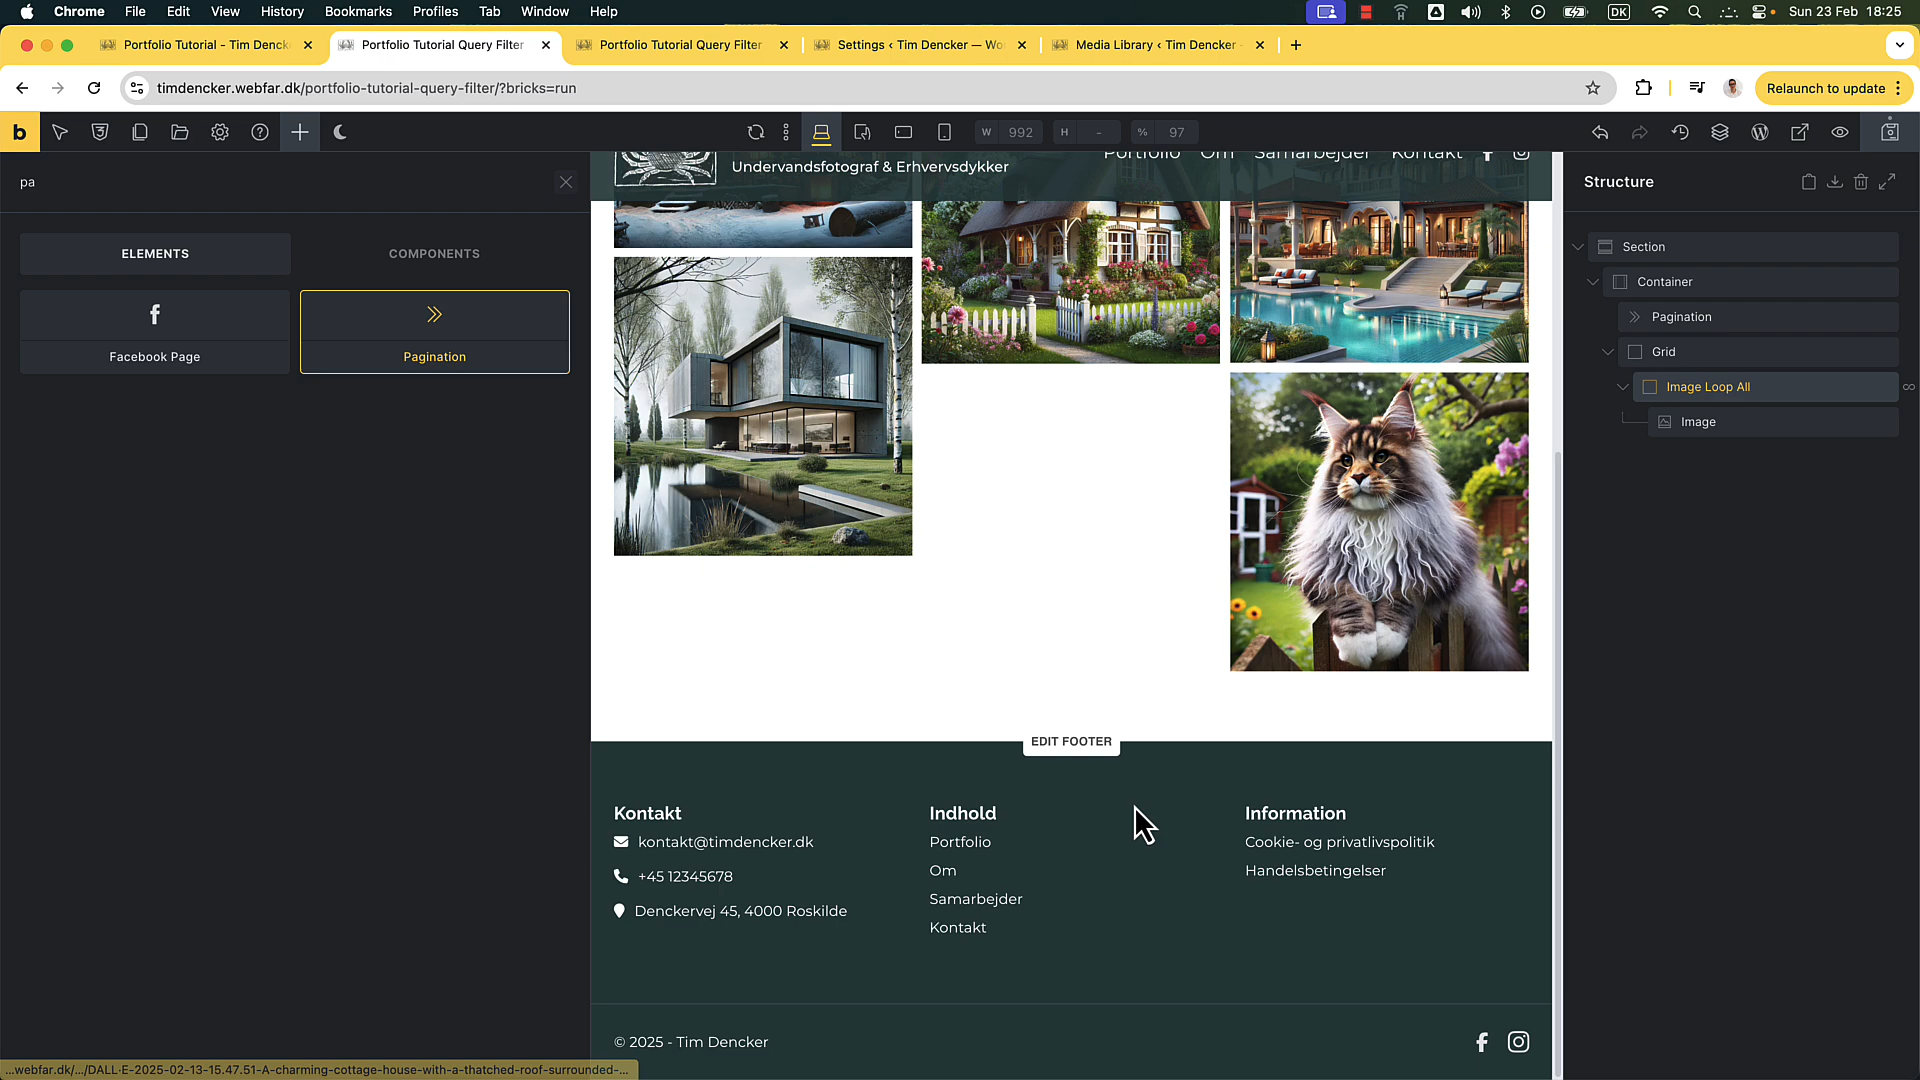 Chrome File Edit View History Bookmarks Profiles Tab Window Help DK Sun 23 Feb 18:25
Portfolio Tutorial - Tim Denck
Portfolio Tutorial Query Filter
Portfolio Tutorial Query Filter
Settings ‹ Tim Dencker — Wo
Media Library ‹ Tim Dencker
timdencker.webfar.dk/portfolio-tutorial-query-filter/?bricks=run
Relaunch to update
b
W 992 H - % 97
pa
ELEMENTS
COMPONENTS
Facebook Page
Pagination
Undervandsfotograf & Erhvervsdykker
Portfolio Om Samarbejder Kontakt
EDIT FOOTER
Kontakt
kontakt@timdencker.dk
+45 12345678
Denckervej 45, 4000 Roskilde
Indhold
Portfolio
Om
Samarbejder
Kontakt
Information
Cookie- og privatlivspolitik
Handelsbetingelser
© 2025 - Tim Dencker
Structure
Section
Container
Pagination
Grid
Image Loop All
Image
...webfar.dk/.../DALL·E-2025-02-13-15.47.51-A-charming-cottage-house-with-a-thatched-roof-surrounded-...